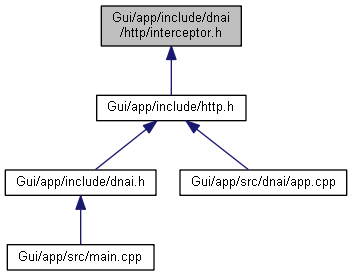 Gui/app/include/dnai
/http/interceptor.h
Gui/app/include/http.h
Gui/app/include/dnai.h
Gui/app/src/dnai/app.cpp
Gui/app/src/main.cpp